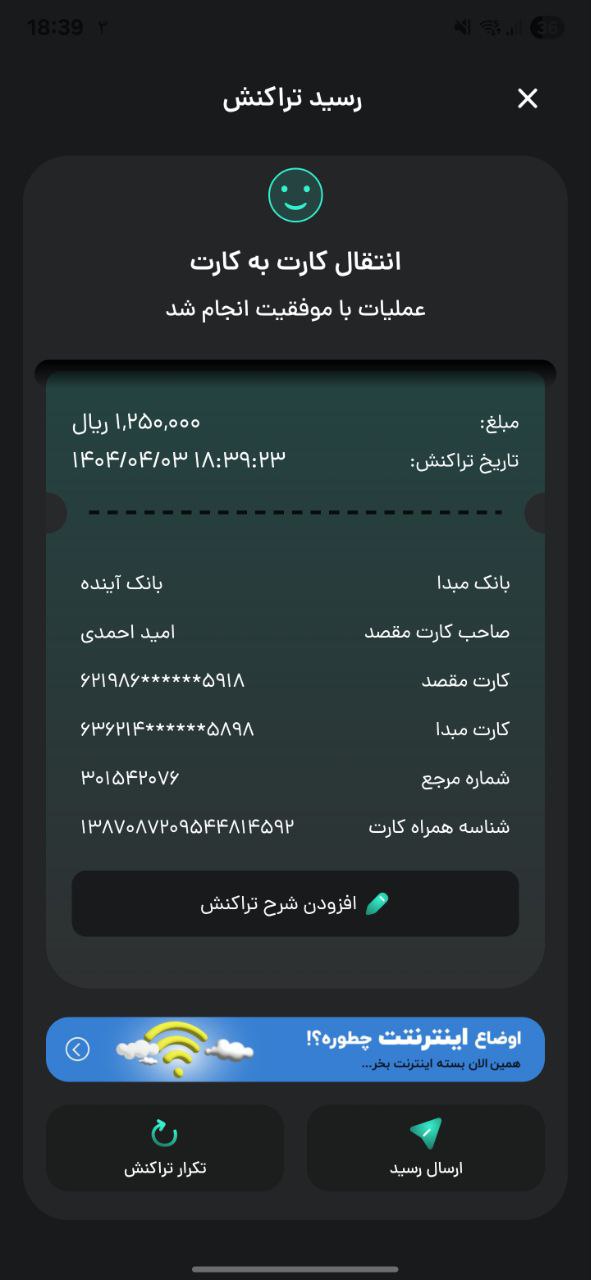 18:39 ۳
36
رسید تراکنش
انتقال کارت به کارت
عملیات با موفقیت انجام شد
مبلغ: ۱,۲۵۰,۰۰۰ ریال
تاریخ تراکنش: ۱۴۰۴/۰۴/۰۳ ۱۸:۳۹:۲۳
بانک مبدا بانک آینده
صاحب کارت مقصد امید احمدی
کارت مقصد ۶۲۱۹۸۶******۵۹۱۸
کارت مبدا ۶۳۶۲۱۴******۵۸۹۸
شماره مرجع ۳۰۱۵۴۲۰۷۶
شناسه همراه کارت ۱۳۸۷۰۸۷۲۰۹۵۴۴۸۱۴۵۹۲
افزودن شرح تراکنش
اوضاع اینترنتت چطوره؟!
همین الان بسته اینترنت بخر...
ارسال رسید
تکرار تراکنش